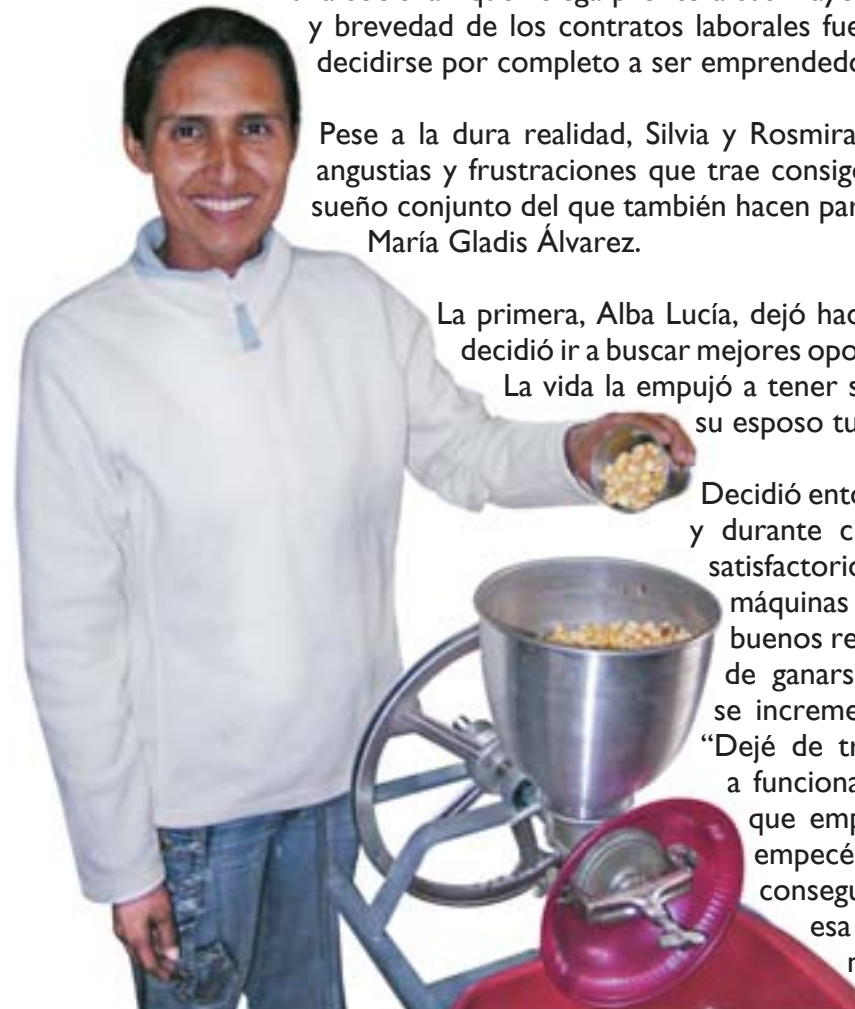 y brevedad de los contratos laborales fue
decidirse por completo a ser emprendedo
Pese a la dura realidad, Silvia y Rosmira
angustias y frustraciones que trae consig
sueño conjunto del que también hacen par
María Gladis Álvarez.
La primera, Alba Lucía, dejó hac
decidió ir a buscar mejores opo
La vida la empujó a tener s
su esposo tu
Decidió ento
y durante c
satisfactorio
máquinas
buenos re
de ganars
se increme
“Dejé de tr
a funciona
que emp
empecé
consegu
esa